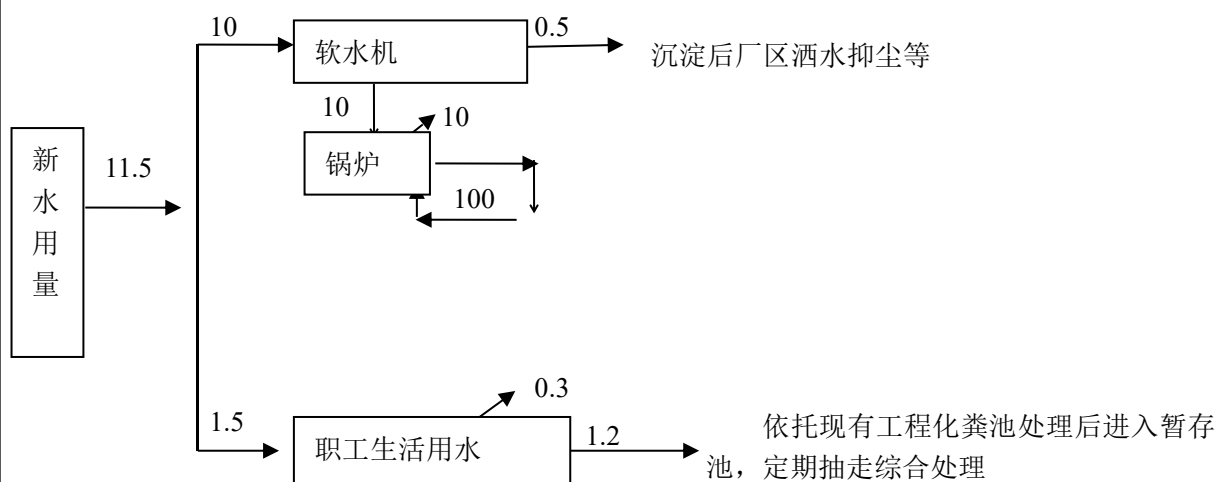 10
软水机
0.5
沉淀后厂区洒水抑尘等
10
10
锅炉
100
新
水
用
量
11.5
1.5
职工生活用水
0.3
1.2
依托现有工程化粪池处理后进入暂存
池，定期抽走综合处理